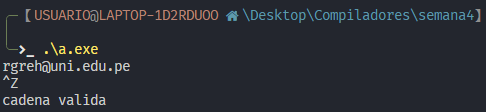 [USUARIO@LAPTOP-1D2RDUOO \Desktop\Compiladores\semana4]
.\a.exe
rgreh@uni.edu.pe
^Z
cadena valida